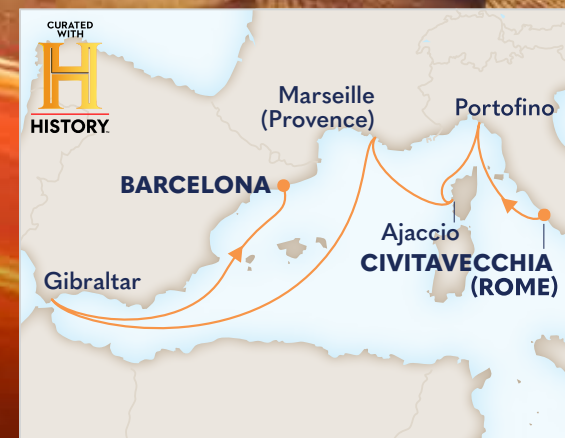 CURATED
WITH
H
HISTORY
Marseille
(Provence)
Portofino
BARCELONA
Ajaccio
CIVITAVECCHIA
(ROME)
Gibraltar